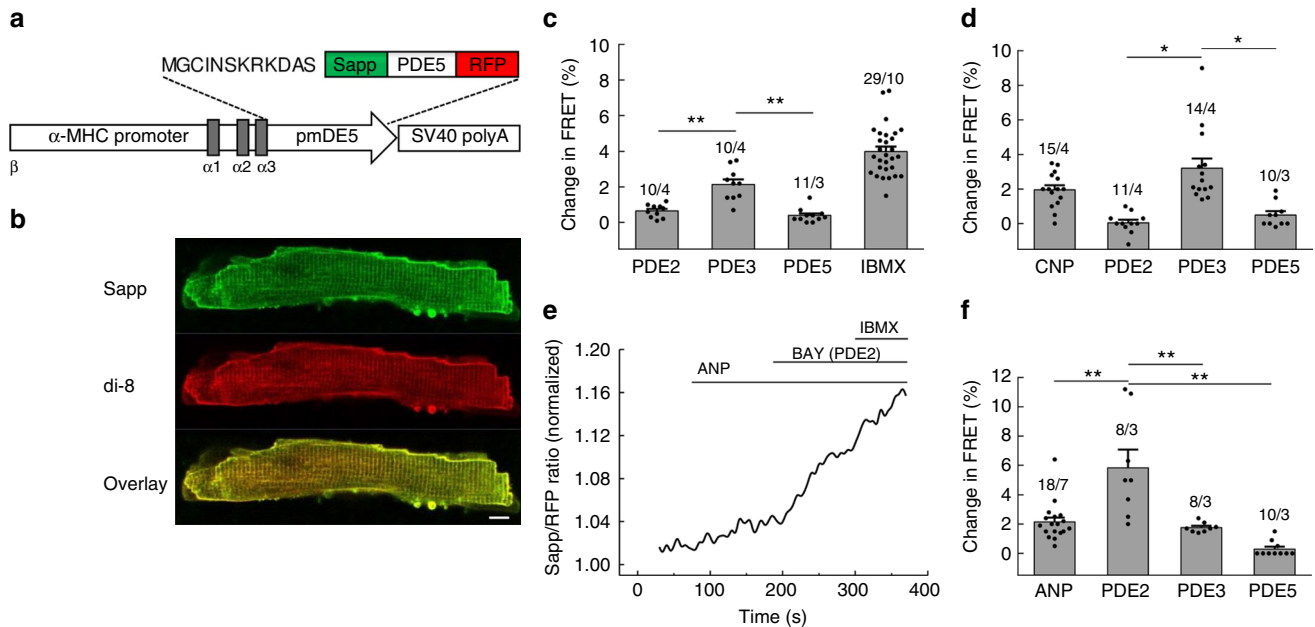 a
MGCINSKRKDAS Sapp PDE5 RFP
α-MHC promoter pmDE5 SV40 polyA
β α1 α2 α3
b
Sapp
di-8
Overlay
c
Change in FRET (%)
10
8
6
4
2
0
** **
10/4 10/4 11/3 29/10
PDE2 PDE3 PDE5 IBMX
d
Change in FRET (%)
10
8
6
4
2
0
* *
15/4 11/4 14/4 10/3
CNP PDE2 PDE3 PDE5
e
Sapp/RFP ratio (normalized)
1.20
1.16
1.12
1.08
1.04
1.00
IBMX
BAY (PDE2)
ANP
0 100 200 300 400
Time (s)
f
Change in FRET (%)
12
10
8
6
4
2
0
**
** **
18/7 8/3 8/3 10/3
ANP PDE2 PDE3 PDE5